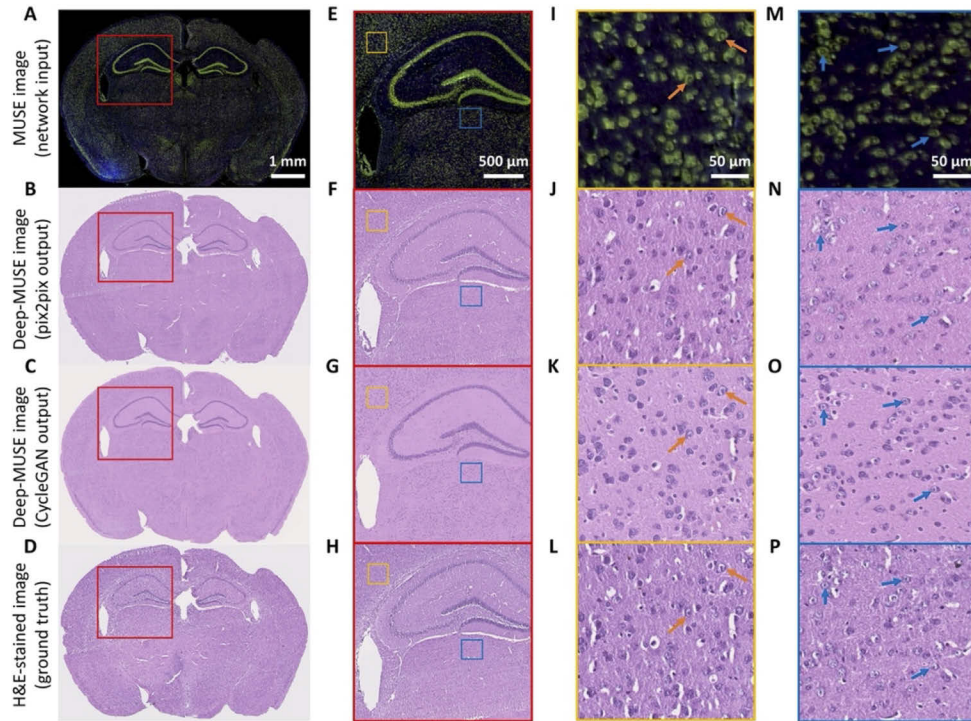 A
E
I
M
MUSE image
(network input)
1 mm
500 μm
50 μm
50 μm
B
F
J
N
Deep-MUSE image
(pix2pix output)
C
G
K
O
Deep-MUSE image
(CycleGAN output)
D
H
L
P
H&E-stained image
(ground truth)